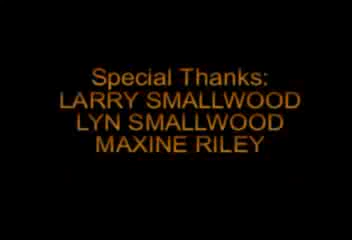 Special Thanks:
LARRY SMALLWOOD
LYN SMALLWOOD
MAXINE RILEY